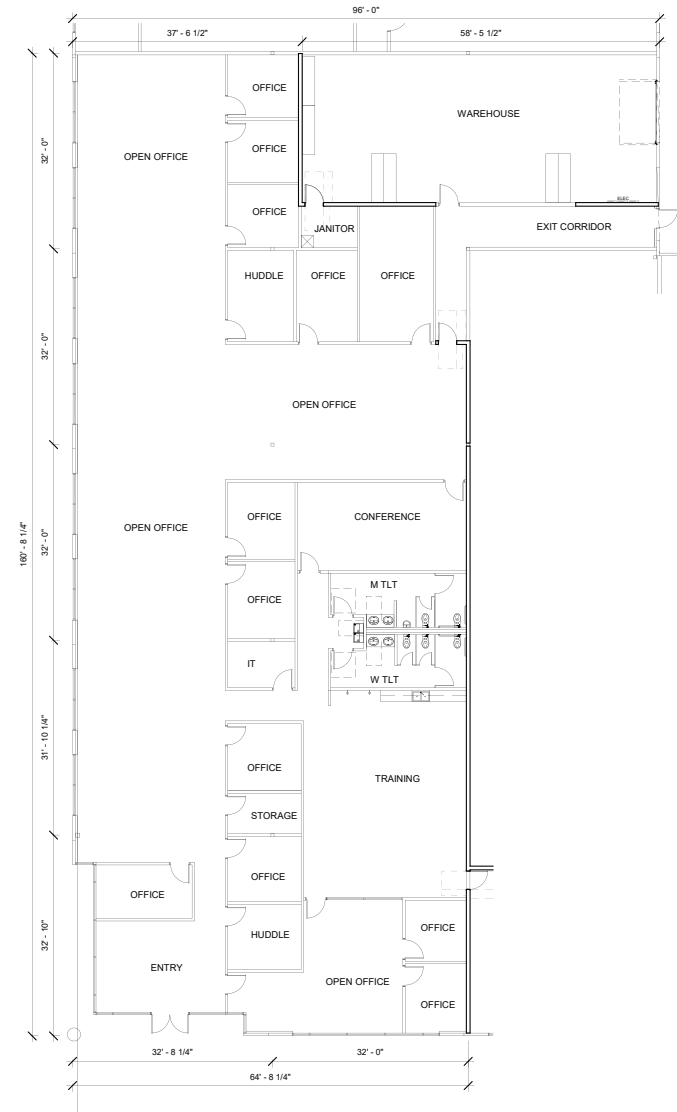 96' - 0"
37' - 6 1/2"
58' - 5 1/2"
OFFICE
WAREHOUSE
OFFICE
OPEN OFFICE
32' - 0"
ELEC
OFFICE
JANITOR
EXIT CORRIDOR
HUDDLE
OFFICE
OFFICE
32' - 0"
OPEN OFFICE
OFFICE
CONFERENCE
OPEN OFFICE
160' - 8 1/4"
32' - 0"
M TLT
OFFICE
IT
W TLT
31' - 10 1/4"
OFFICE
TRAINING
STORAGE
OFFICE
OFFICE
OFFICE
HUDDLE
32' - 10"
ENTRY
OPEN OFFICE
OFFICE
32' - 8 1/4"
32' - 0"
64' - 8 1/4"